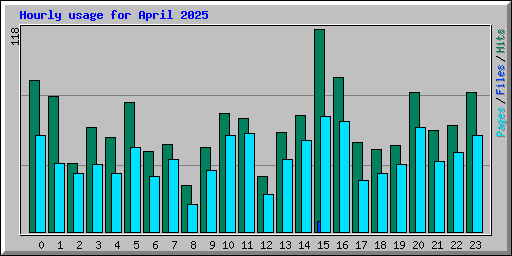 Hourly usage for April 2025
118
Pages / Files / Hits
0 1 2 3 4 5 6 7 8 9 10 11 12 13 14 15 16 17 18 19 20 21 22 23